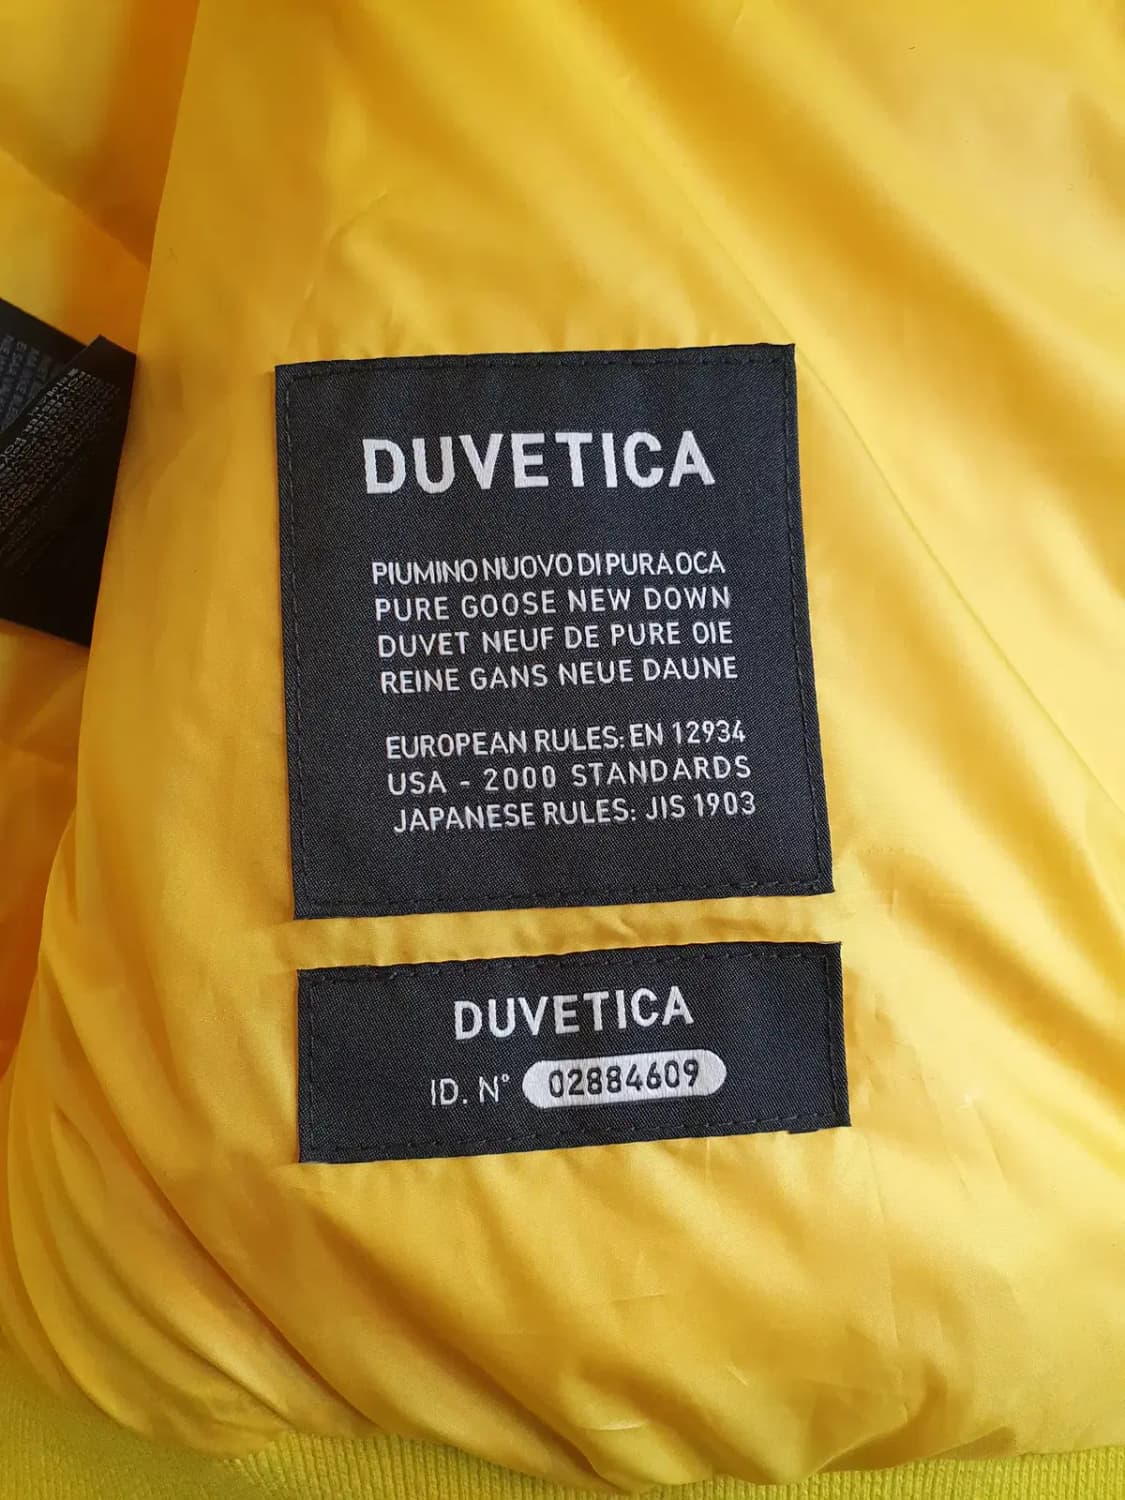 DUVETICA
PIUMINO NUOVO DI PURA OCA
PURE GOOSE NEW DOWN
DUVET NEUF DE PURE OIE
REINE GANS NEUE DAUNE
EUROPEAN RULES: EN 12934
USA - 2000 STANDARDS
JAPANESE RULES: JIS 1903
DUVETICA
ID. N° 02884609